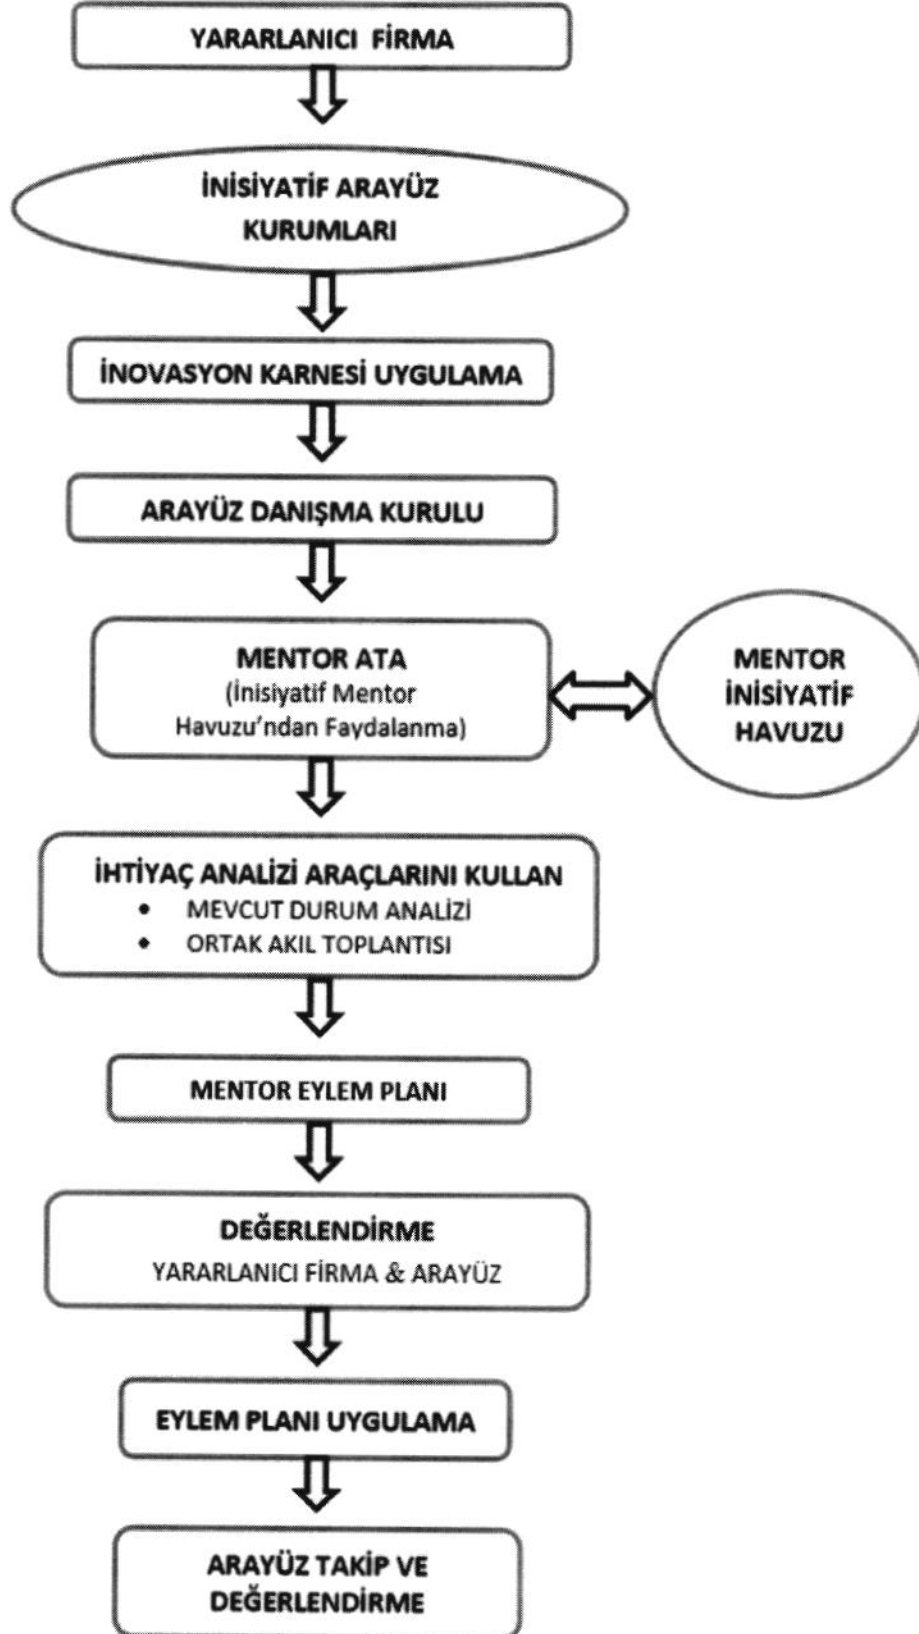 YARARLANICI FİRMA
İNİSİYATİF ARAYÜZ
KURUMLARI
İNOVASYON KARNESİ UYGULAMA
ARAYÜZ DANIŞMA KURULU
MENTOR ATA
(İnisiyatif Mentor
Havuzu'ndan Faydalanma)
MENTOR
İNİSİYATİF
HAVUZU
İHTİYAÇ ANALİZİ ARAÇLARINI KULLAN
• MEVCUT DURUM ANALİZİ
• ORTAK AKIL TOPLANTISI
MENTOR EYLEM PLANI
DEĞERLENDİRME
YARARLANICI FİRMA & ARAYÜZ
EYLEM PLANI UYGULAMA
ARAYÜZ TAKİP VE
DEĞERLENDİRME